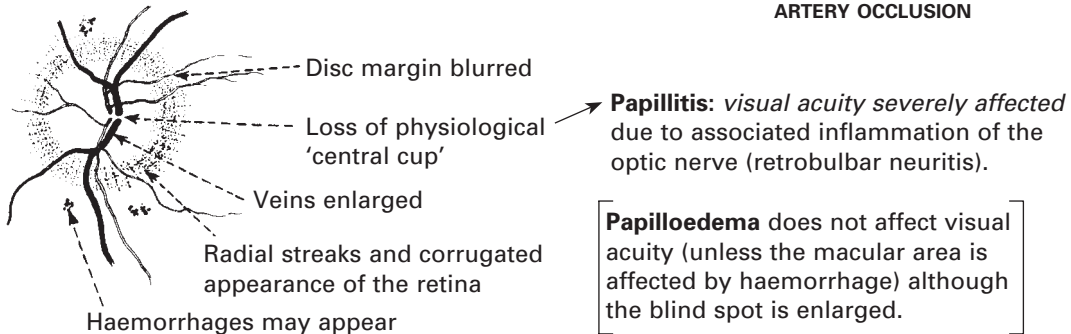 ARTERY OCCLUSION
Disc margin blurred
Loss of physiological
‘central cup’
Veins enlarged
Radial streaks and corrugated
appearance of the retina
Haemorrhages may appear
Papillitis: visual acuity severely affected
due to associated inflammation of the
optic nerve (retrobulbar neuritis).
Papilloedema does not affect visual
acuity (unless the macular area is
affected by haemorrhage) although
the blind spot is enlarged.